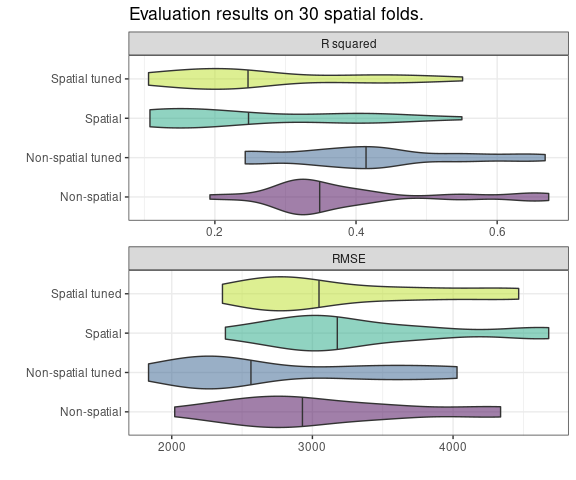 Evaluation results on 30 spatial folds.
R squared
Spatial tuned
Spatial
Non-spatial tuned
Non-spatial
0.2 0.4 0.6
RMSE
Spatial tuned
Spatial
Non-spatial tuned
Non-spatial
2000 3000 4000